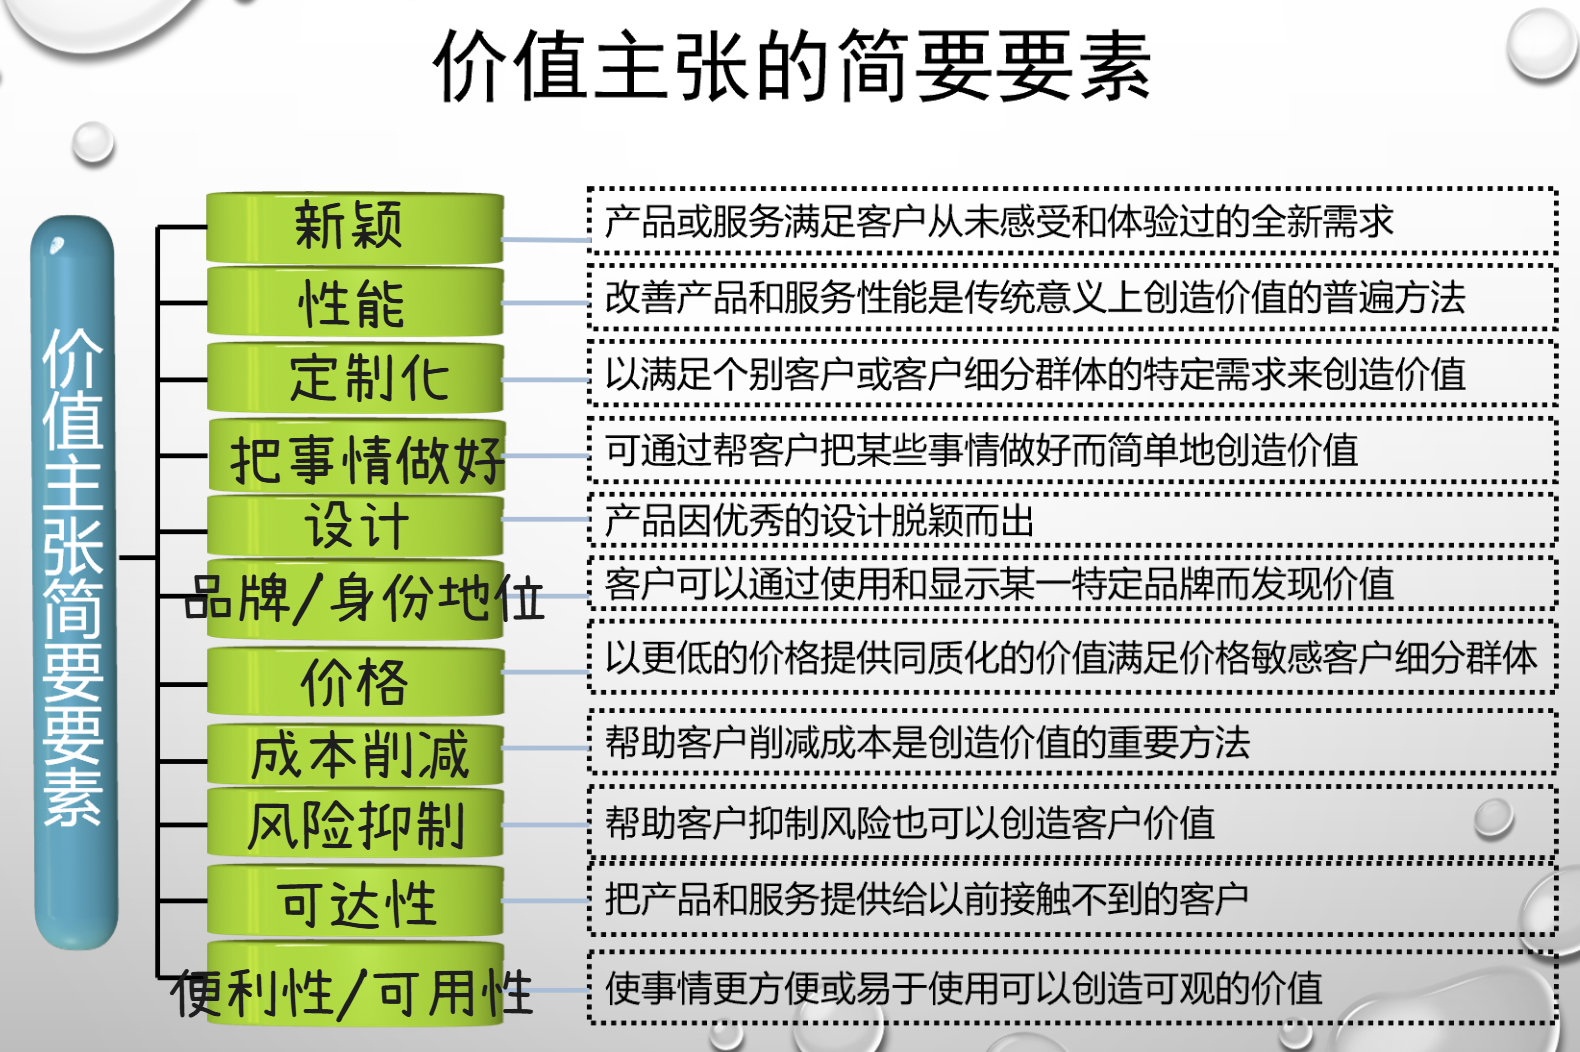 价值主张的简要要素
价值主张简要要素
新颖
产品或服务满足客户从未感受和体验过的全新需求
性能
改善产品和服务性能是传统意义上创造价值的普遍方法
定制化
以满足个别客户或客户细分群体的特定需求来创造价值
把事情做好
可通过帮客户把某些事情做好而简单地创造价值
设计
产品因优秀的设计脱颖而出
品牌/身份地位
客户可以通过使用和显示某一特定品牌而发现价值
价格
以更低的价格提供同质化的价值满足价格敏感客户细分群体
成本削减
帮助客户削减成本是创造价值的重要方法
风险抑制
帮助客户抑制风险也可以创造客户价值
可达性
把产品和服务提供给以前接触不到的客户
便利性/可用性
使事情更方便或易于使用可以创造可观的价值